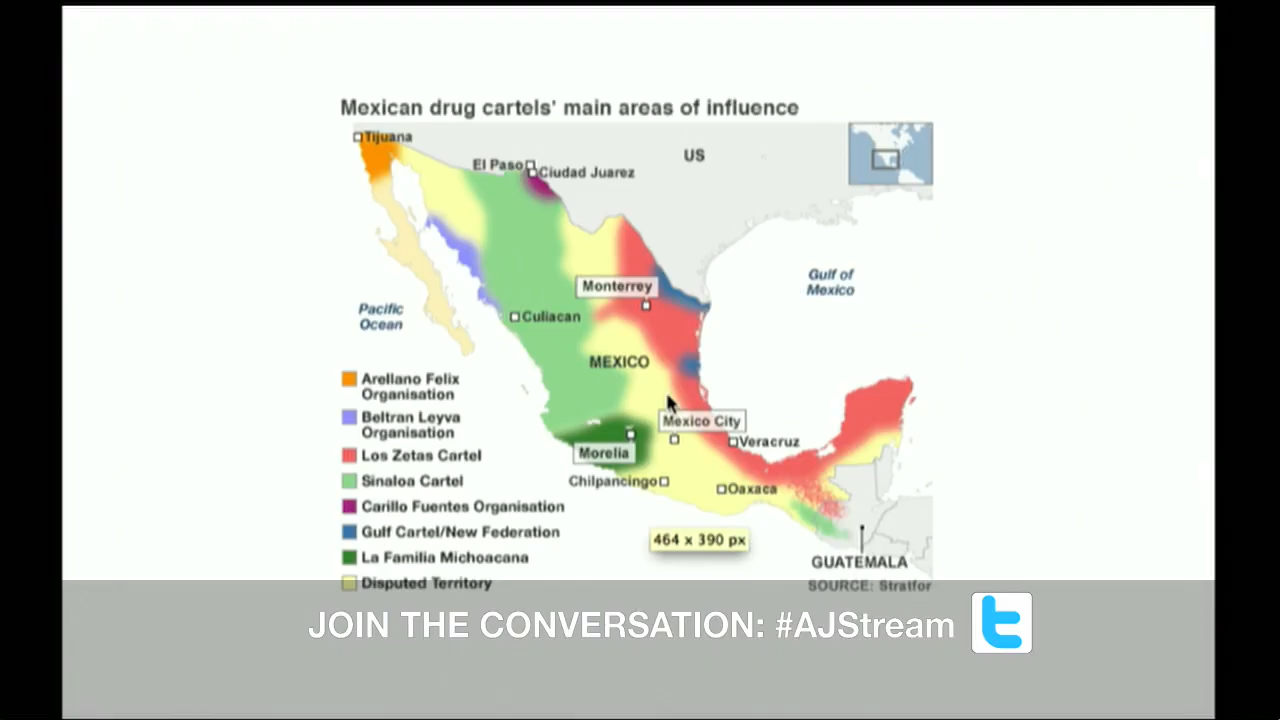 Mexican drug cartels' main areas of influence
Tijuana
El Paso
Ciudad Juarez
US
Monterrey
Gulf of
Mexico
Pacific
Ocean
Culiacan
MEXICO
Mexico City
Veracruz
Morelia
Chilpancingo
Oaxaca
GUATEMALA
Arellano Felix
Organisation
Beltran Leyva
Organisation
Los Zetas Cartel
Sinaloa Cartel
Carillo Fuentes Organisation
Gulf Cartel/New Federation
La Familia Michoacana
Disputed Territory
464 x 390 px
SOURCE: Stratfor
JOIN THE CONVERSATION: #AJStream